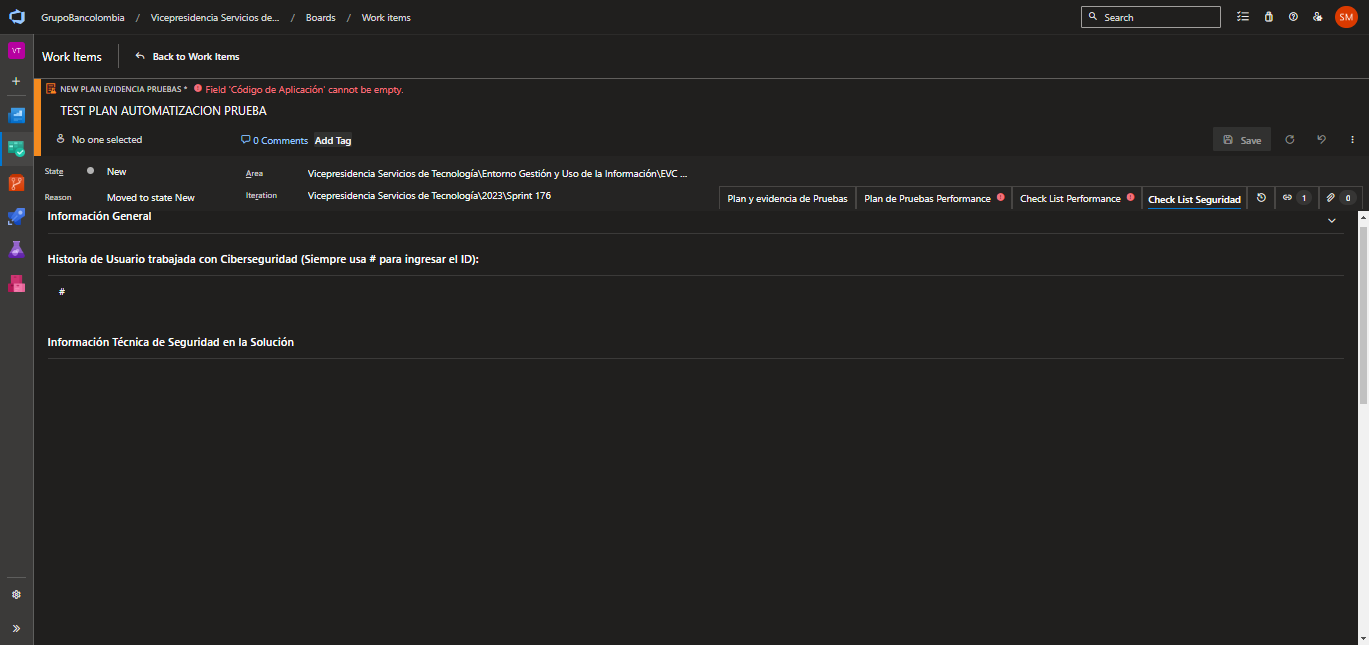 GrupoBancolombia / Vicepresidencia Servicios de... / Boards / Work items
Search
SM
VT
Work Items
Back to Work Items
NEW PLAN EVIDENCIA PRUEBAS * Field 'Código de Aplicación' cannot be empty.
TEST PLAN AUTOMATIZACION PRUEBA
No one selected
0 Comments
Add Tag
Save
State
New
Area
Vicepresidencia Servicios de Tecnología\Entorno Gestión y Uso de la Información\EVC ...
Reason
Moved to state New
Iteration
Vicepresidencia Servicios de Tecnología\2023\Sprint 176
Plan y evidencia de Pruebas
Plan de Pruebas Performance
Check List Performance
Check List Seguridad
1
0
Información General
Historia de Usuario trabajada con Ciberseguridad (Siempre usa # para ingresar el ID):
#
Información Técnica de Seguridad en la Solución